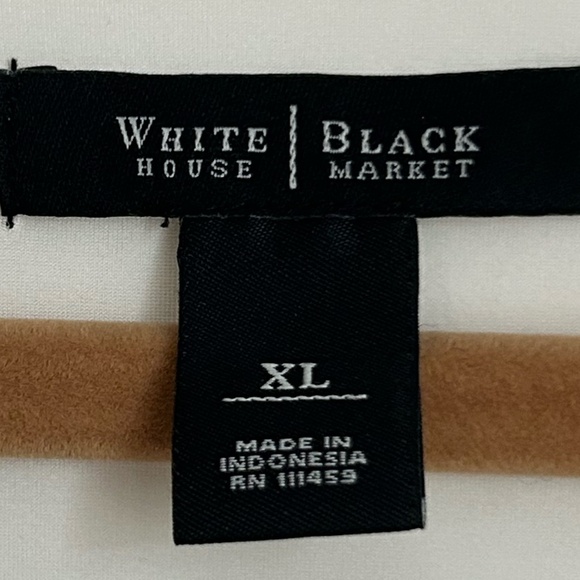 WHITE | BLACK
HOUSE | MARKET
XL
MADE IN
INDONESIA
RN 111459